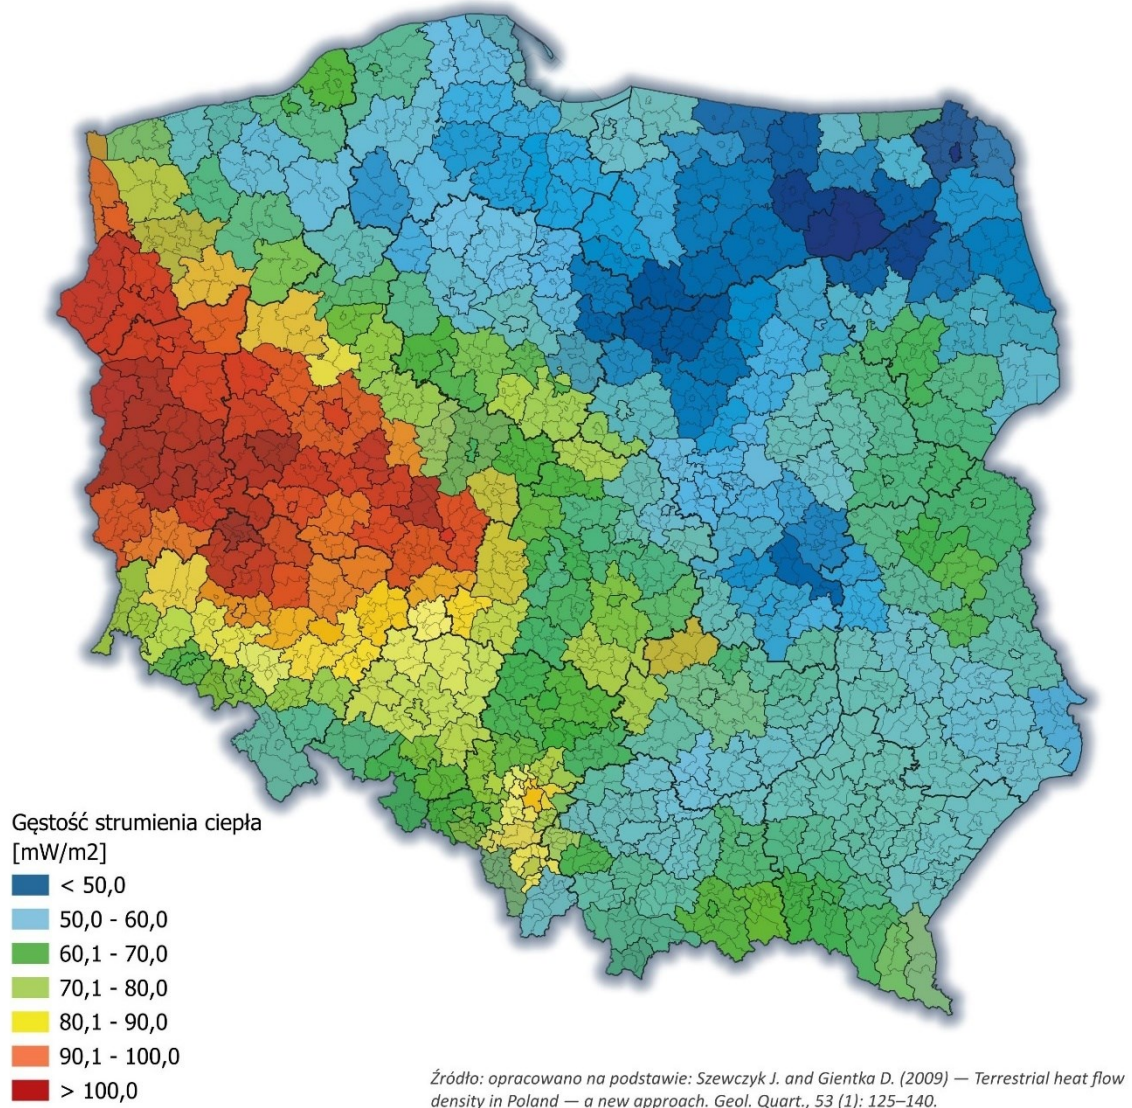 Gęstość strumienia ciepła
[mW/m2]
< 50,0
50,0 - 60,0
60,1 - 70,0
70,1 - 80,0
80,1 - 90,0
90,1 - 100,0
> 100,0
Źródło: opracowano na podstawie: Szewczyk J. and Gientka D. (2009) — Terrestrial heat flow
density in Poland — a new approach. Geol. Quart., 53 (1): 125–140.